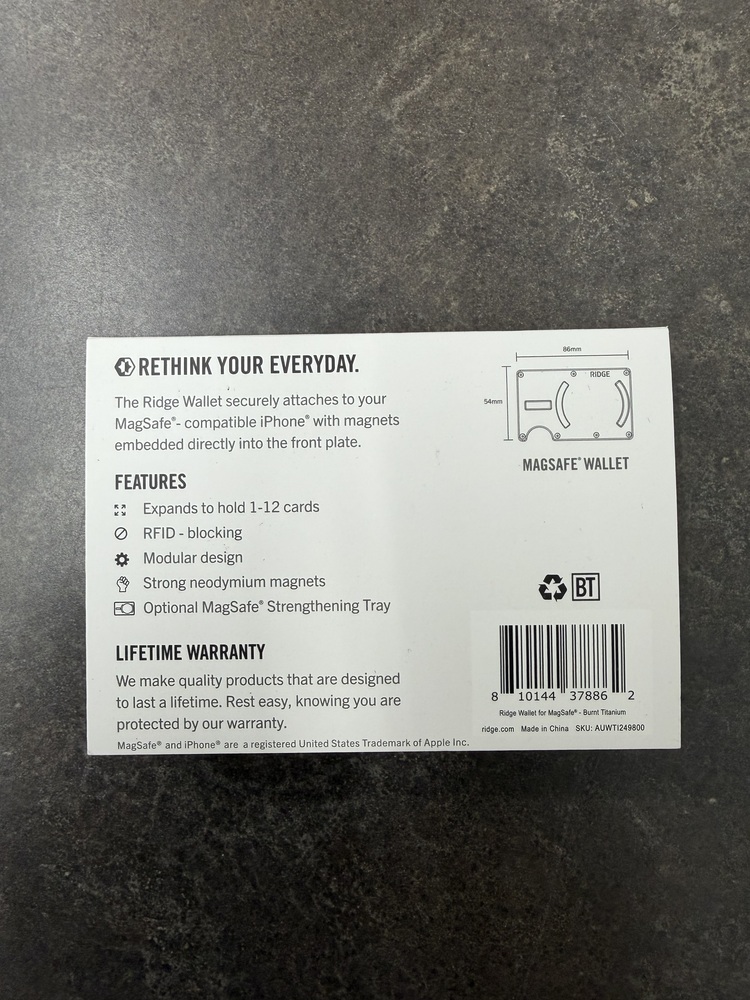 RETHINK YOUR EVERYDAY.
The Ridge Wallet securely attaches to your
MagSafe®- compatible iPhone® with magnets
embedded directly into the front plate.
FEATURES
Expands to hold 1-12 cards
RFID - blocking
Modular design
Strong neodymium magnets
Optional MagSafe® Strengthening Tray
LIFETIME WARRANTY
We make quality products that are designed
to last a lifetime. Rest easy, knowing you are
protected by our warranty.
MagSafe® and iPhone® are a registered United States Trademark of Apple Inc.
86mm
54mm
RIDGE
MAGSAFE® WALLET
BT
8 10144 37886 2
Ridge Wallet for MagSafe® - Burnt Titanium
ridge.com Made in China SKU: AUWTI249800